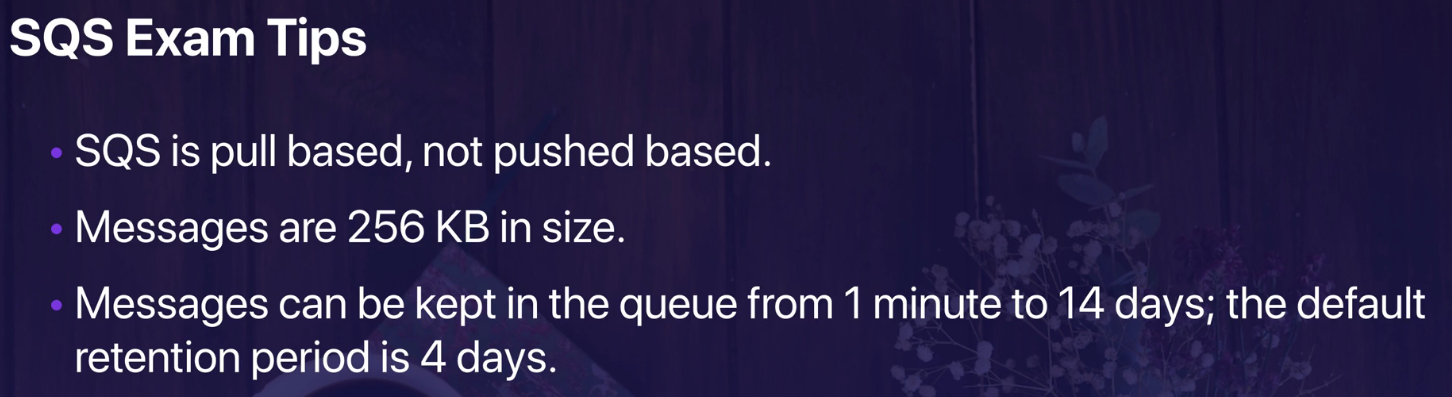 SQS Exam Tips
• SQS is pull based, not pushed based.
• Messages are 256 KB in size.
• Messages can be kept in the queue from 1 minute to 14 days; the default
retention period is 4 days.